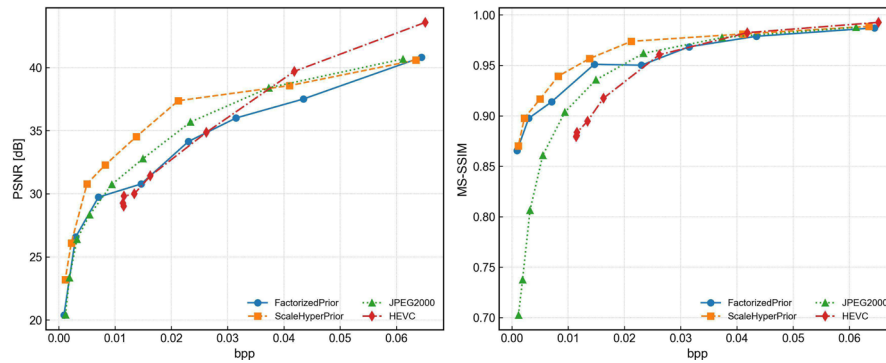 PSNR [dB]
40
35
30
25
20
0.00 0.01 0.02 0.03 0.04 0.05 0.06
bpp
FactorizedPrior JPEG2000
ScaleHyperPrior HEVC
MS-SSIM
1.00
0.95
0.90
0.85
0.80
0.75
0.70
0.00 0.01 0.02 0.03 0.04 0.05 0.06
bpp
FactorizedPrior JPEG2000
ScaleHyperPrior HEVC